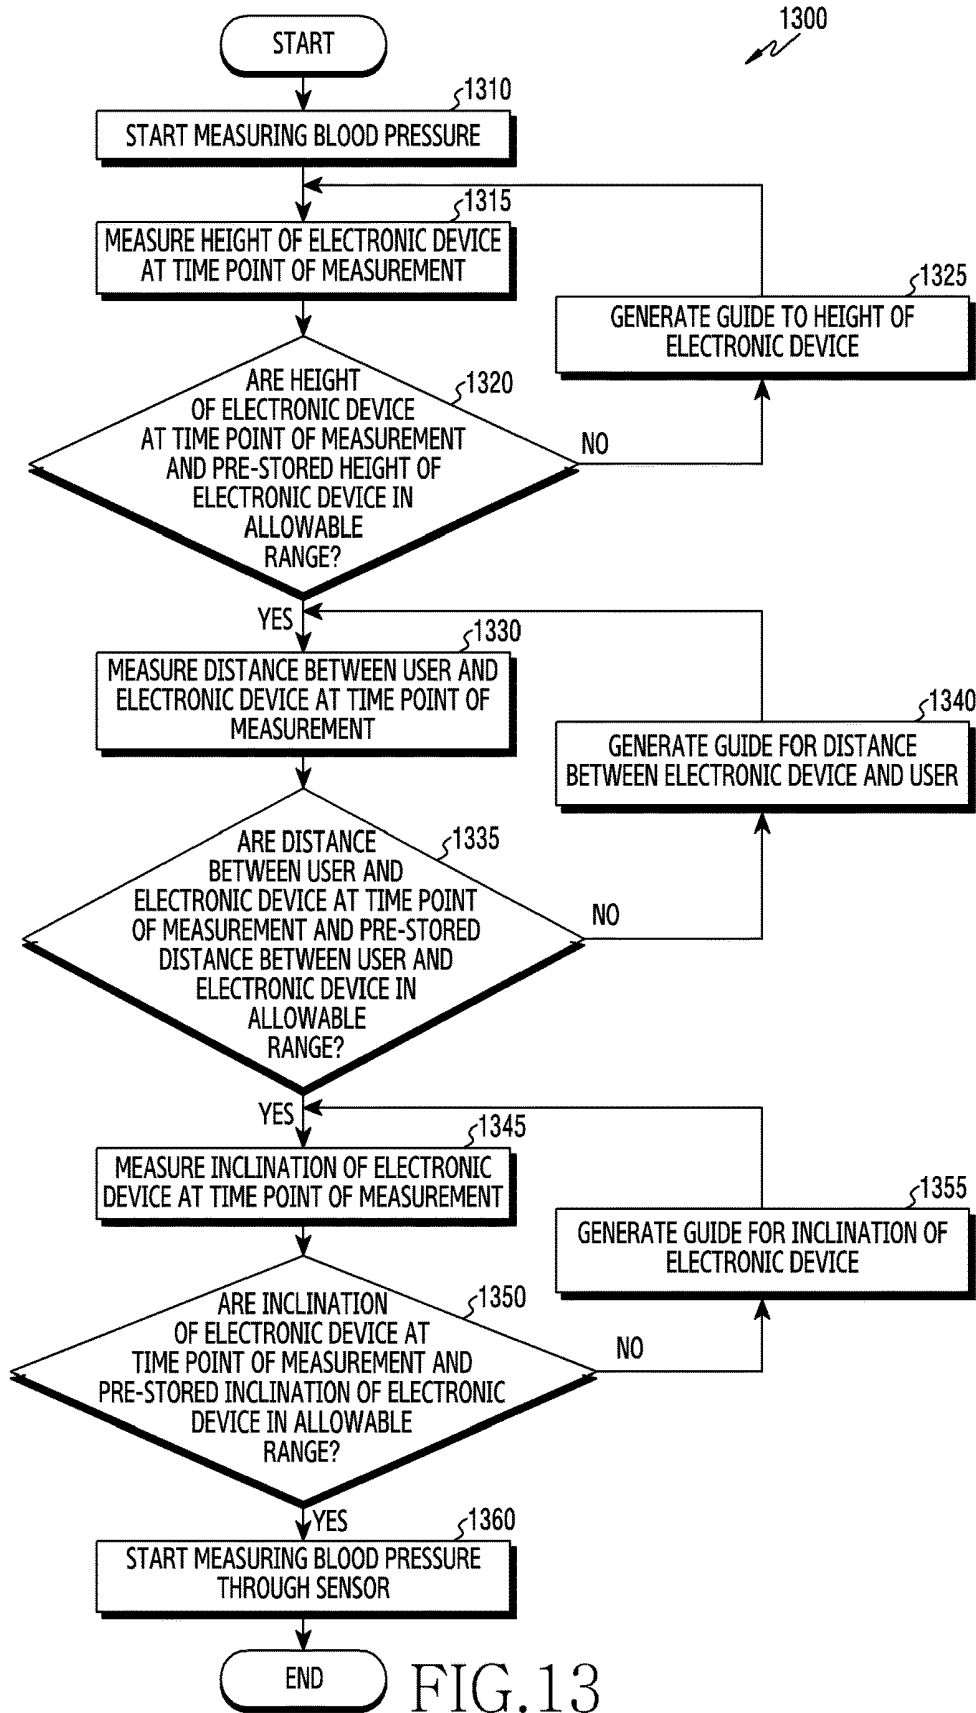 START
1300
1310
START MEASURING BLOOD PRESSURE
1315
MEASURE HEIGHT OF ELECTRONIC DEVICE
AT TIME POINT OF MEASUREMENT
1325
GENERATE GUIDE TO HEIGHT OF
ELECTRONIC DEVICE
1320
ARE HEIGHT
OF ELECTRONIC DEVICE
AT TIME POINT OF MEASUREMENT
AND PRE-STORED HEIGHT OF
ELECTRONIC DEVICE IN
ALLOWABLE
RANGE?
NO
YES
1330
MEASURE DISTANCE BETWEEN USER AND
ELECTRONIC DEVICE AT TIME POINT OF
MEASUREMENT
1340
GENERATE GUIDE FOR DISTANCE
BETWEEN ELECTRONIC DEVICE AND USER
1335
ARE DISTANCE
BETWEEN USER AND
ELECTRONIC DEVICE AT TIME POINT
OF MEASUREMENT AND PRE-STORED
DISTANCE BETWEEN USER AND
ELECTRONIC DEVICE IN
ALLOWABLE
RANGE?
NO
YES
1345
MEASURE INCLINATION OF ELECTRONIC
DEVICE AT TIME POINT OF MEASUREMENT
1355
GENERATE GUIDE FOR INCLINATION OF
ELECTRONIC DEVICE
1350
ARE INCLINATION
OF ELECTRONIC DEVICE AT
TIME POINT OF MEASUREMENT AND
PRE-STORED INCLINATION OF ELECTRONIC
DEVICE IN ALLOWABLE
RANGE?
NO
YES
1360
START MEASURING BLOOD PRESSURE
THROUGH SENSOR
END
FIG.13